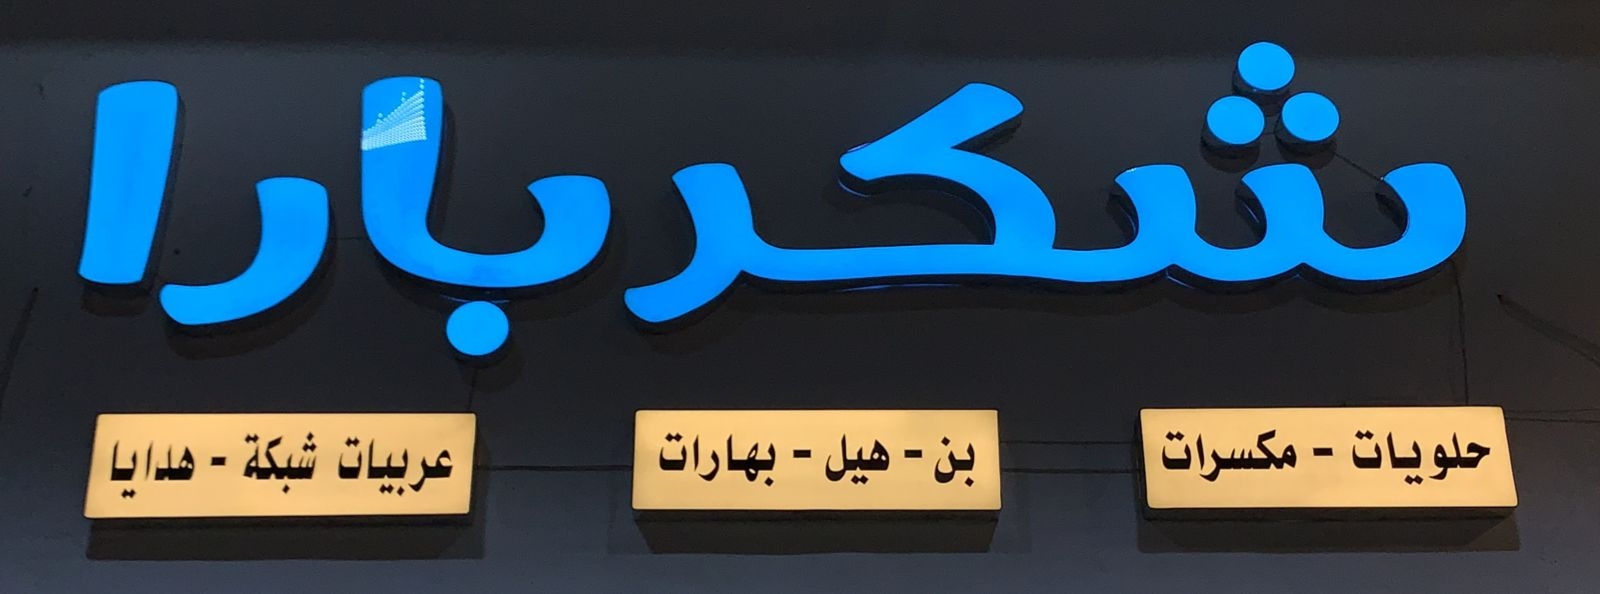 شكربارا
حلويات - مكسرات
بن - هيل - بهارات
عربيات شبكة - هدايا